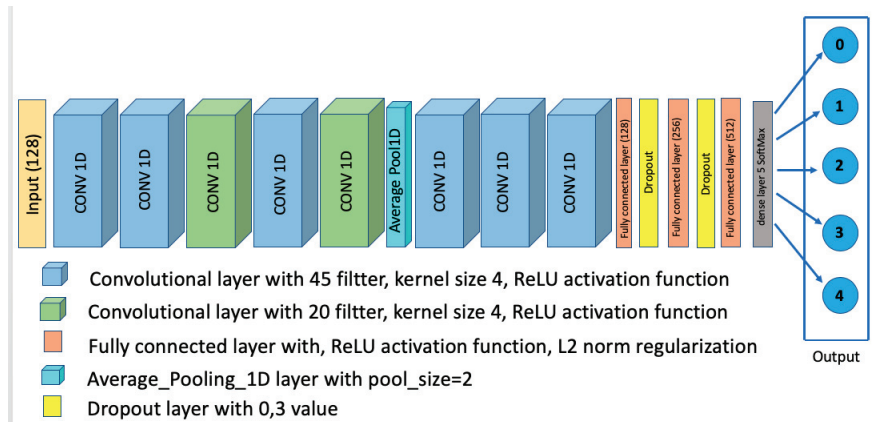 Input (128)
CONV 1D
CONV 1D
CONV 1D
CONV 1D
CONV 1D
Average Pool1D
CONV 1D
CONV 1D
CONV 1D
Fully connected layer (128)
Dropout
Fully connected layer (256)
Dropout
Fully connected layer (512)
dense layer 5 SoftMax
0
1
2
3
4
Output
Convolutional layer with 45 filtter, kernel size 4, ReLU activation function
Convolutional layer with 20 filtter, kernel size 4, ReLU activation function
Fully connected layer with, ReLU activation function, L2 norm regularization
Average_Pooling_1D layer with pool_size=2
Dropout layer with 0,3 value